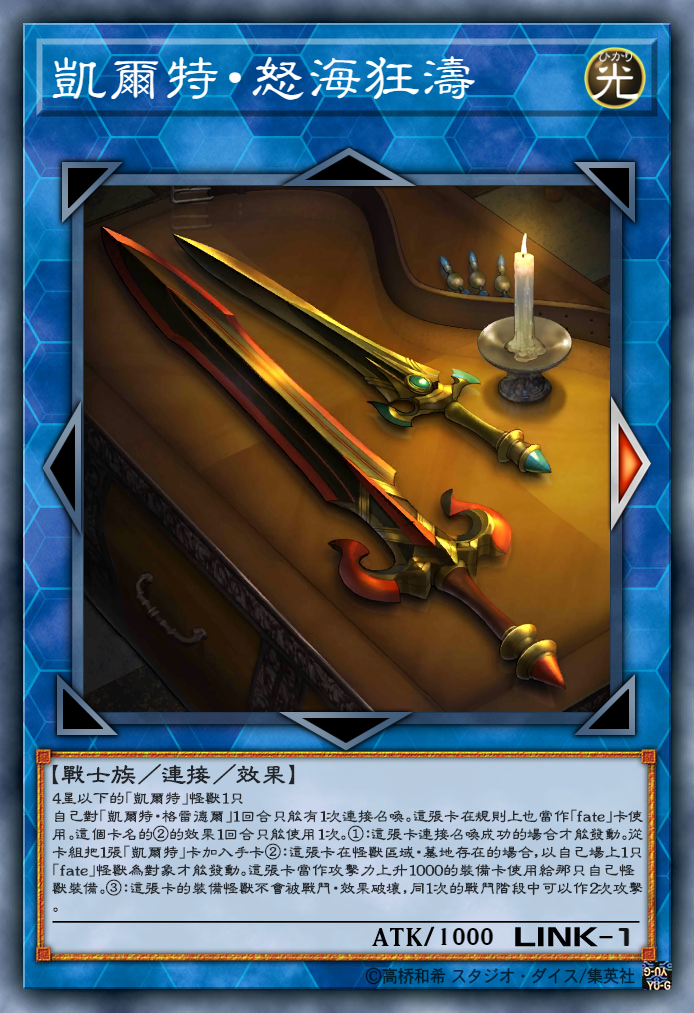 凱爾特・怒海狂濤
ひかり
光
【戰士族／連接／效果】
4星以下的「凱爾特」怪獸1只
自己對「凱爾特・格雷德爾」1回合只能有1次連接召喚。這張卡在規則上也當作「fate」卡使
用。這個卡名的②的效果1回合只能使用1次。①：這張卡連接召喚成功的場合才能發動。從
卡組把1張「凱爾特」卡加入手卡②：這張卡在怪獸區域・墓地存在的場合，以自己場上1只
「fate」怪獸為對象才能發動。這張卡當作攻擊力上升1000的裝備卡使用給那只自己怪
獸裝備。③：這張卡的裝備怪獸不會被戰鬥・效果破壞，同1次的戰鬥階段中可以作2次攻擊
。
ATK/1000 LINK-1
©高桥和希 スタジオ・ダイス/集英社
YU-G
YU-G